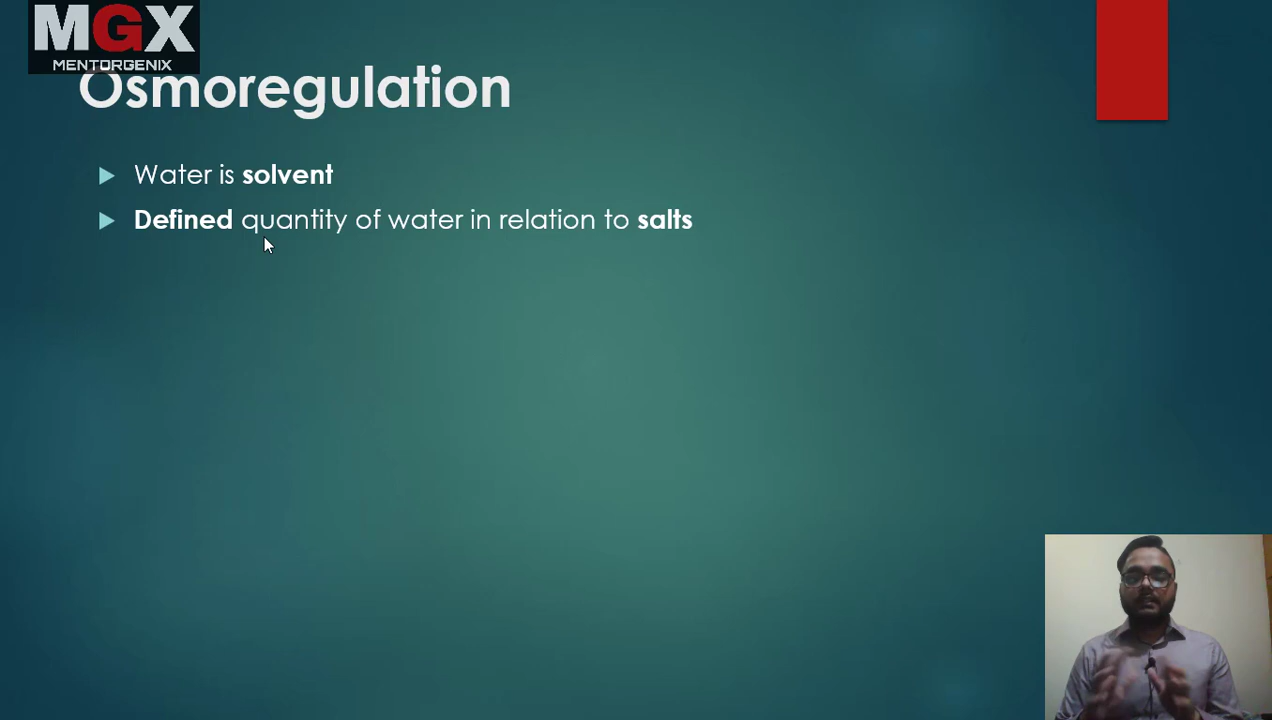 MGX
MENTORGENIX
Osmoregulation
Water is solvent
Defined quantity of water in relation to salts